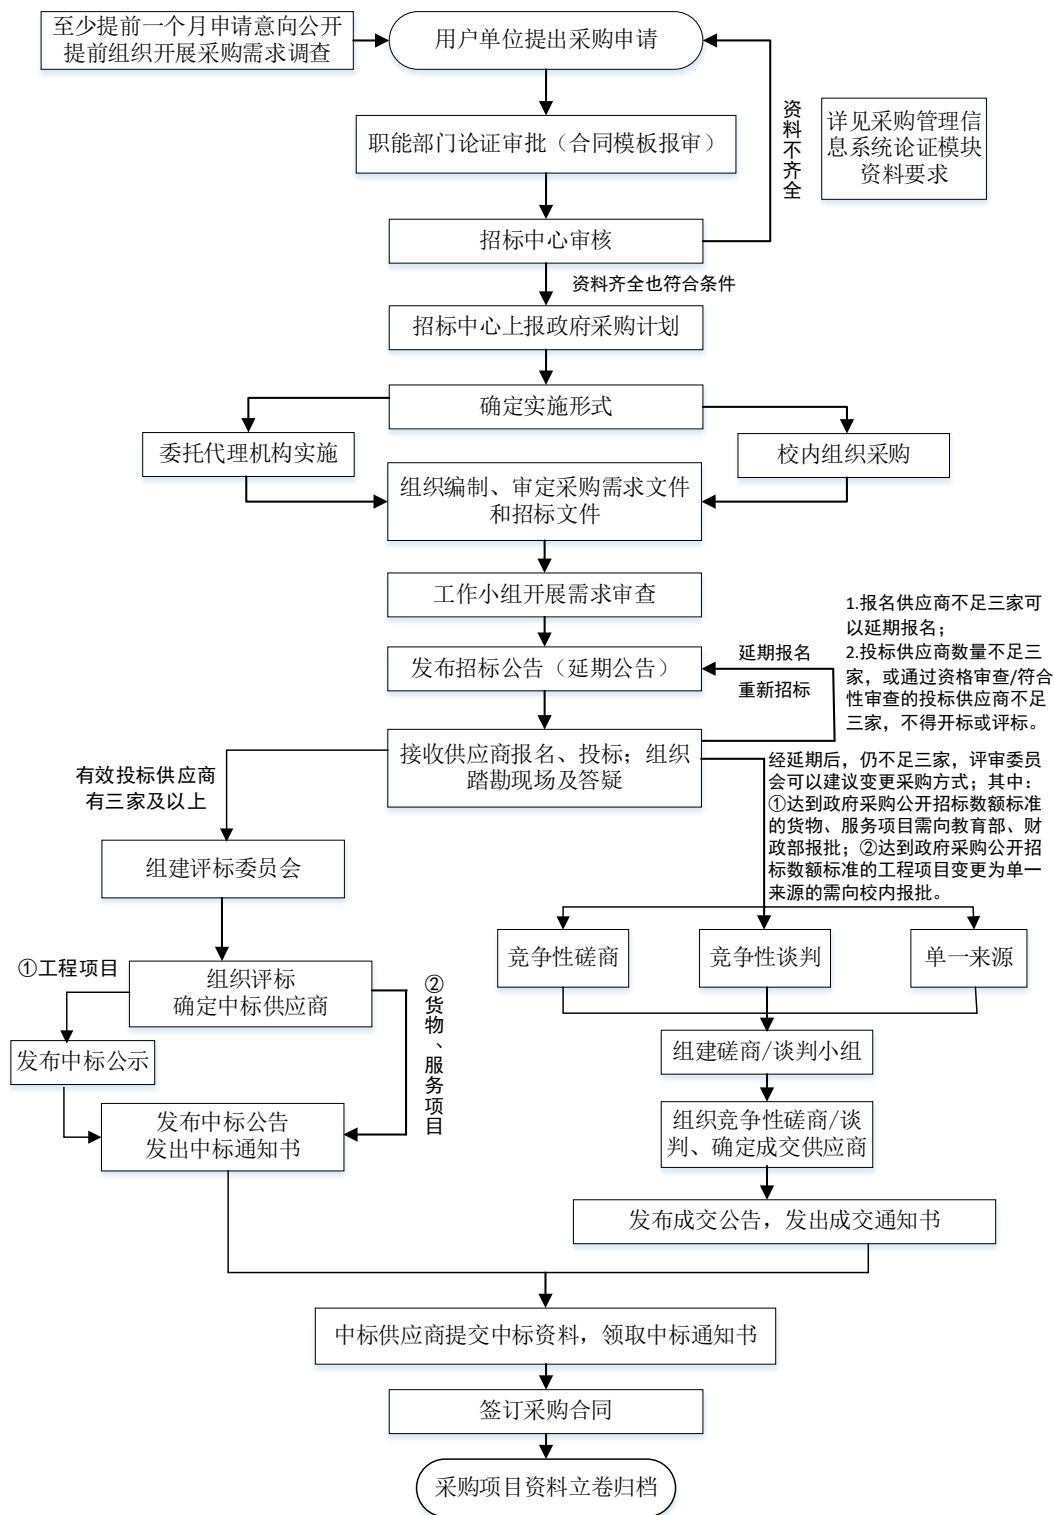 至少提前一个月申请意向公开
提前组织开展采购需求调查
用户单位提出采购申请
资料不齐全
详见采购管理信
息系统论证模块
资料要求
职能部门论证审批（合同模板报审）
招标中心审核
资料齐全也符合条件
招标中心上报政府采购计划
确定实施形式
委托代理机构实施
校内组织采购
组织编制、审定采购需求文件
和招标文件
工作小组开展需求审查
发布招标公告（延期公告）
延期报名
重新招标
1.报名供应商不足三家可
以延期报名；
2.投标供应商数量不足三
家，或通过资格审查/符合
性审查的投标供应商不足
三家，不得开标或评标。
接收供应商报名、投标；组织
踏勘现场及答疑
有效投标供应商
有三家及以上
经延期后，仍不足三家，评审委员
会可以建议变更采购方式；其中：
①达到政府采购公开招标数额标准
的货物、服务项目需向教育部、财
政部报批；②达到政府采购公开招
标数额标准的工程项目变更为单一
来源的需向校内报批。
组建评标委员会
竞争性磋商
竞争性谈判
单一来源
①工程项目
组织评标
确定中标供应商
②货物、服务项目
发布中标公示
组建磋商/谈判小组
发布中标公告
发出中标通知书
组织竞争性磋商/谈
判、确定成交供应商
发布成交公告，发出成交通知书
中标供应商提交中标资料，领取中标通知书
签订采购合同
采购项目资料立卷归档